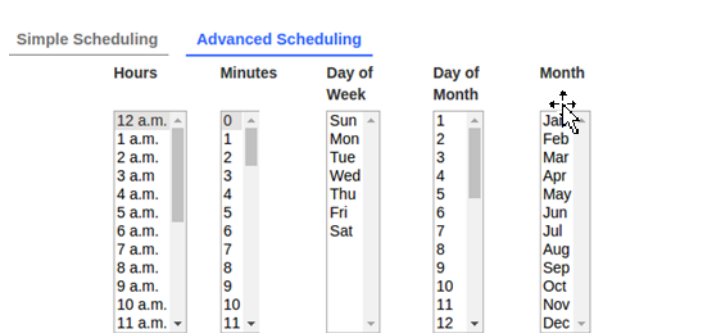 Simple Scheduling Advanced Scheduling
Hours Minutes Day of Week Day of Month Month
12 a.m. 0 Sun 1 Jan
1 a.m. 1 Mon 2 Feb
2 a.m. 2 Tue 3 Mar
3 a.m 3 Wed 4 Apr
4 a.m. 4 Thu 5 May
5 a.m. 5 Fri 6 Jun
6 a.m. 6 Sat 7 Jul
7 a.m. 7 8 Aug
8 a.m. 8 9 Sep
9 a.m. 9 10 Oct
10 a.m. 10 11 Nov
11 a.m. 11 12 Dec